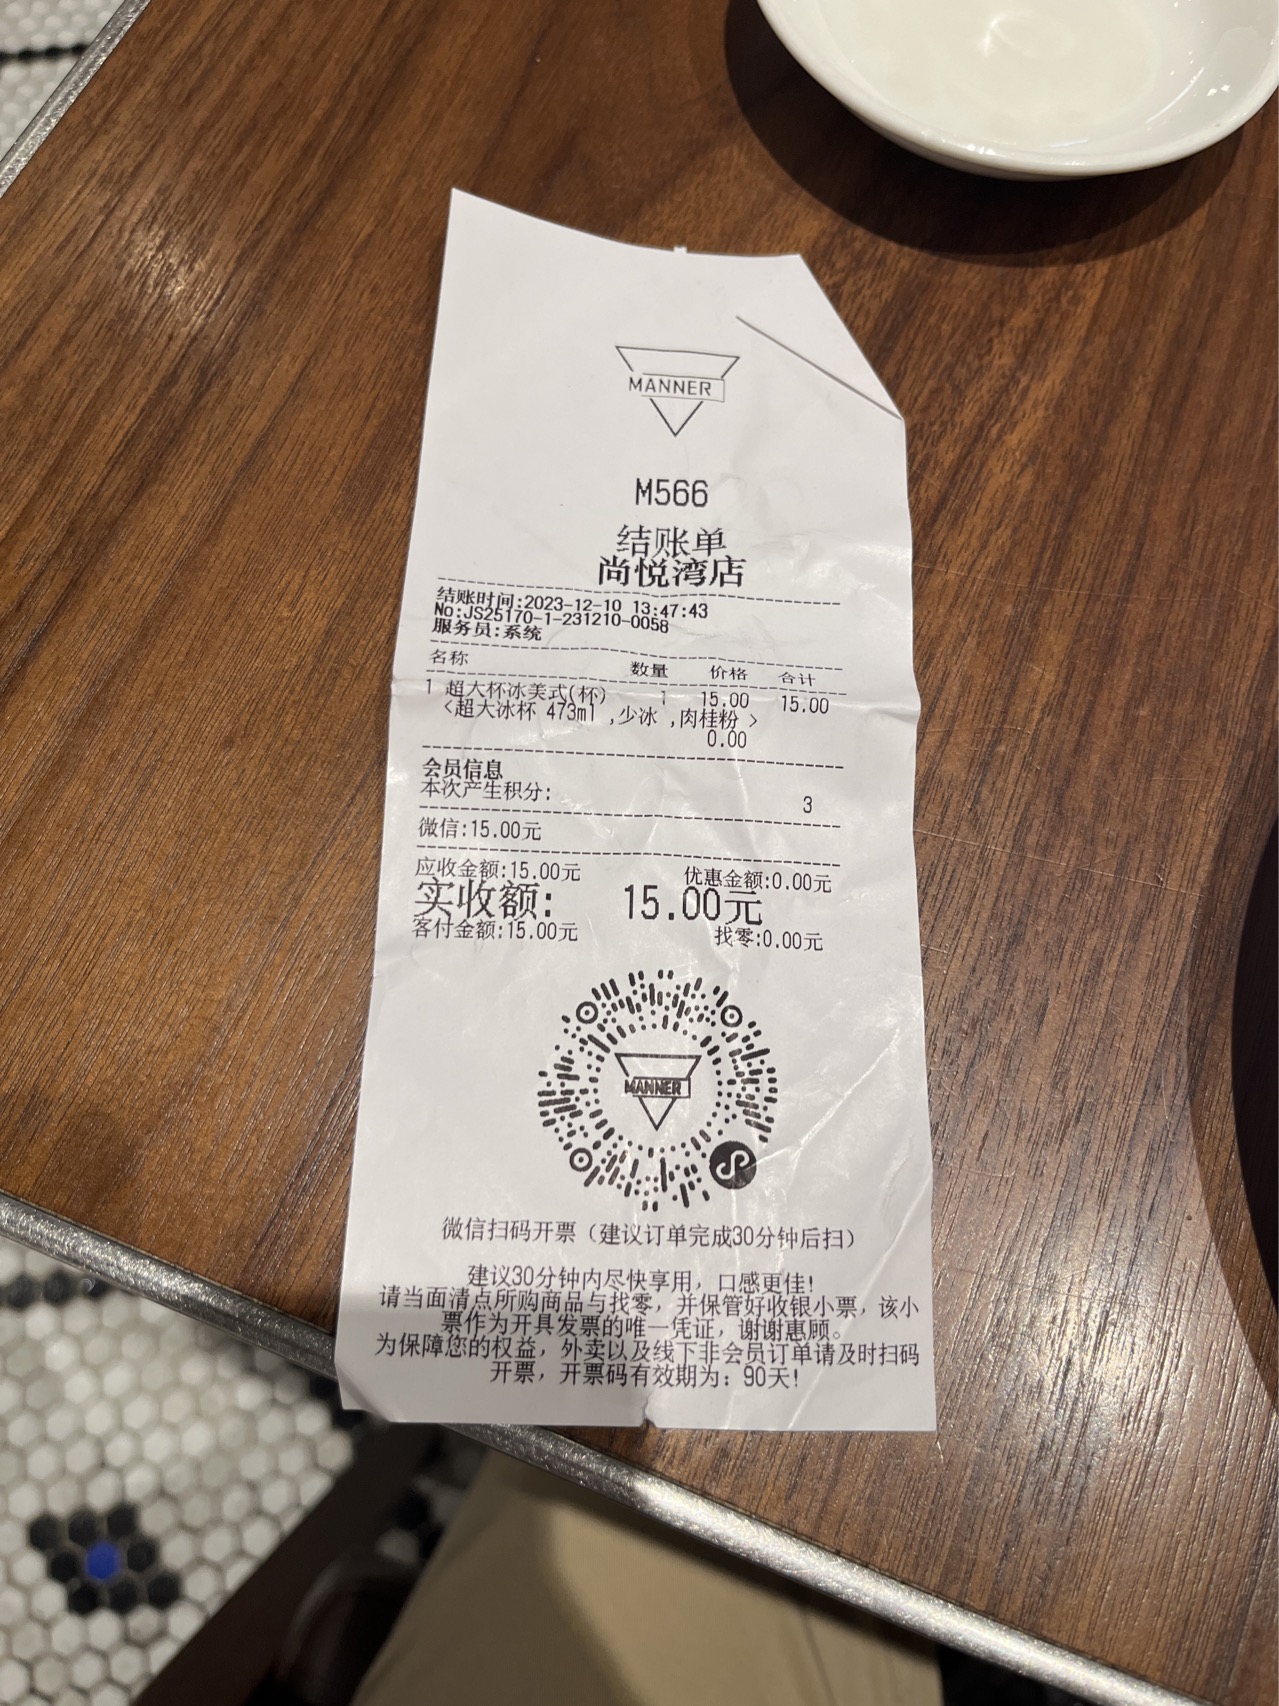 MANNER
M566
结账单
尚悦湾店
结账时间:2023-12-10 13:47:43
No:JS25170-1-231210-0058
服务员:系统
名称 数量 价格 合计
1 超大杯冰美式(杯) 1 15.00 15.00
<超大冰杯 473ml ,少冰 ,肉桂粉 >
0.00
会员信息
本次产生积分: 3
微信:15.00元
应收金额:15.00元 优惠金额:0.00元
实收额: 15.00元
客付金额:15.00元 找零:0.00元
MANNER
微信扫码开票（建议订单完成30分钟后扫）
建议30分钟内尽快享用，口感更佳!
请当面清点所购商品与找零，并保管好收银小票，该小
票作为开具发票的唯一凭证，谢谢惠顾。
为保障您的权益，外卖以及线下非会员订单请及时扫码
开票，开票码有效期为：90天!